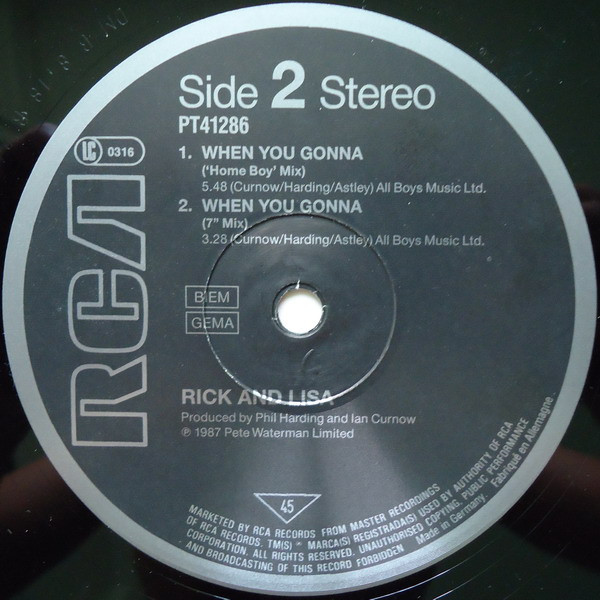 Side 2 Stereo
PT41286
LC 0316
1. WHEN YOU GONNA
('Home Boy' Mix)
5.48 (Curnow/Harding/Astley) All Boys Music Ltd.
2. WHEN YOU GONNA
(7" Mix)
3.28 (Curnow/Harding/Astley) All Boys Music Ltd.
RCA
BIEM
GEMA
RICK AND LISA
Produced by Phil Harding and Ian Curnow
℗ 1987 Pete Waterman Limited
45
MARKETED BY RCA RECORDS FROM MASTER RECORDINGS
OF RCA RECORDS. TM(S) ® MARCA(S) REGISTRADA(S) USED BY AUTHORITY OF RCA
CORPORATION. ALL RIGHTS RESERVED. UNAUTHORISED COPYING, PUBLIC PERFORMANCE
AND BROADCASTING OF THIS RECORD FORBIDDEN
Made in Germany. Fabriqué en Allemagne.